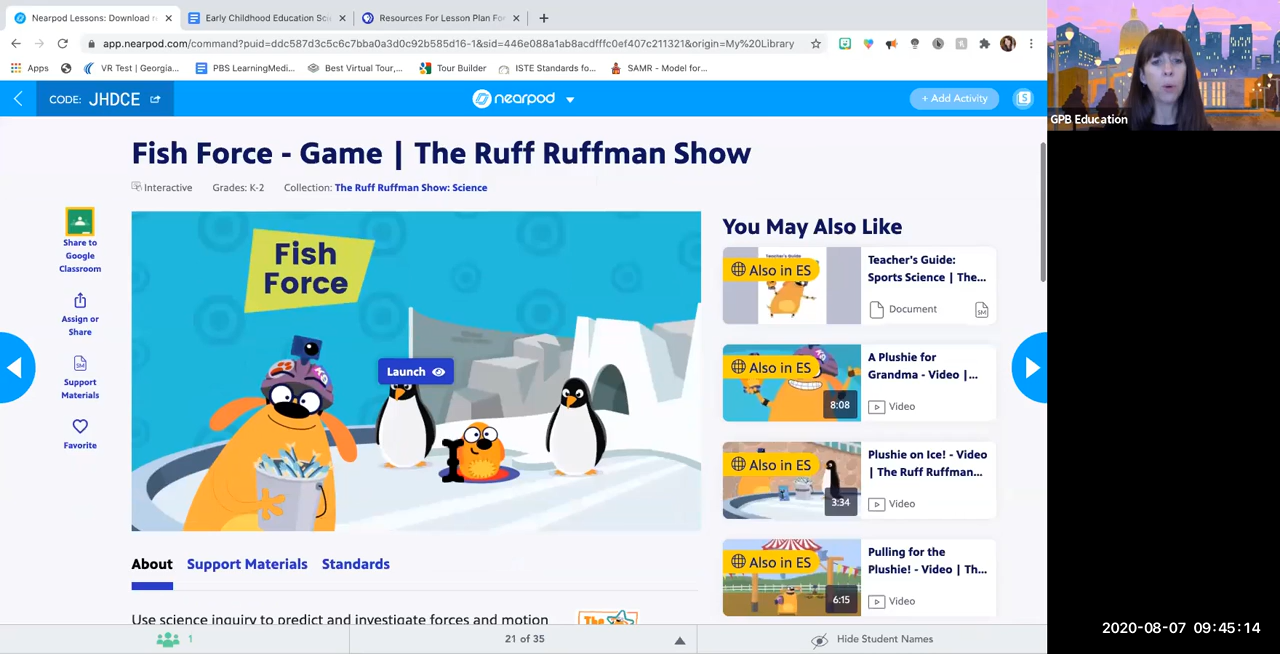 Nearpod Lessons: Download r
Early Childhood Education Sci
Resources For Lesson Plan Fo
app.nearpod.com/command?puid=ddc587d3c5c6c7bba0a3d0c92b585d16-1&sid=446e088a1ab8acdfffc0ef407c211321&origin=My%20Library
Apps
VR Test | Georgia...
PBS LearningMedi...
Best Virtual Tour,...
Tour Builder
ISTE Standards fo...
SAMR - Model for...
CODE: JHDCE
nearpod
+ Add Activity
S
Fish Force - Game | The Ruff Ruffman Show
Interactive
Grades: K-2
Collection: The Ruff Ruffman Show: Science
Share to
Google
Classroom
Assign or
Share
SM
Support
Materials
Favorite
Fish
Force
Launch
You May Also Like
Also in ES
Teacher's Guide:
Sports Science | The...
Document
SM
Also in ES
8:08
A Plushie for
Grandma - Video |...
Video
Also in ES
3:34
Plushie on Ice! - Video
| The Ruff Ruffman...
Video
Also in ES
6:15
Pulling for the
Plushie! - Video | Th...
Video
About
Support Materials
Standards
Use science inquiry to predict and investigate forces and motion
The
1
21 of 35
Hide Student Names
GPB Education
2020-08-07 09:45:14